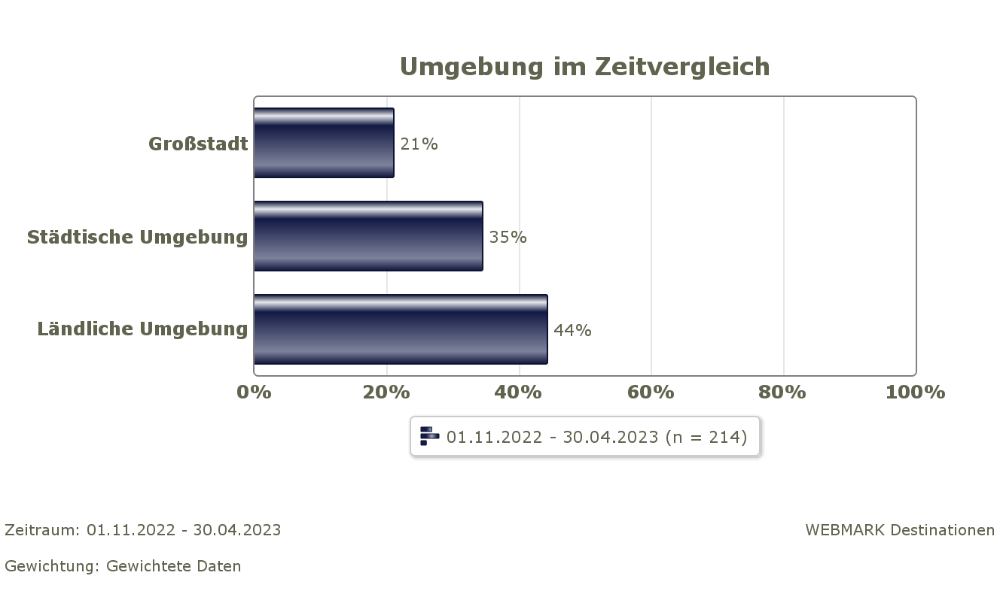 Umgebung im Zeitvergleich
Großstadt
21%
Städtische Umgebung
35%
Ländliche Umgebung
44%
0% 20% 40% 60% 80% 100%
01.11.2022 - 30.04.2023 (n = 214)
Zeitraum: 01.11.2022 - 30.04.2023
WEBMARK Destinationen
Gewichtung: Gewichtete Daten